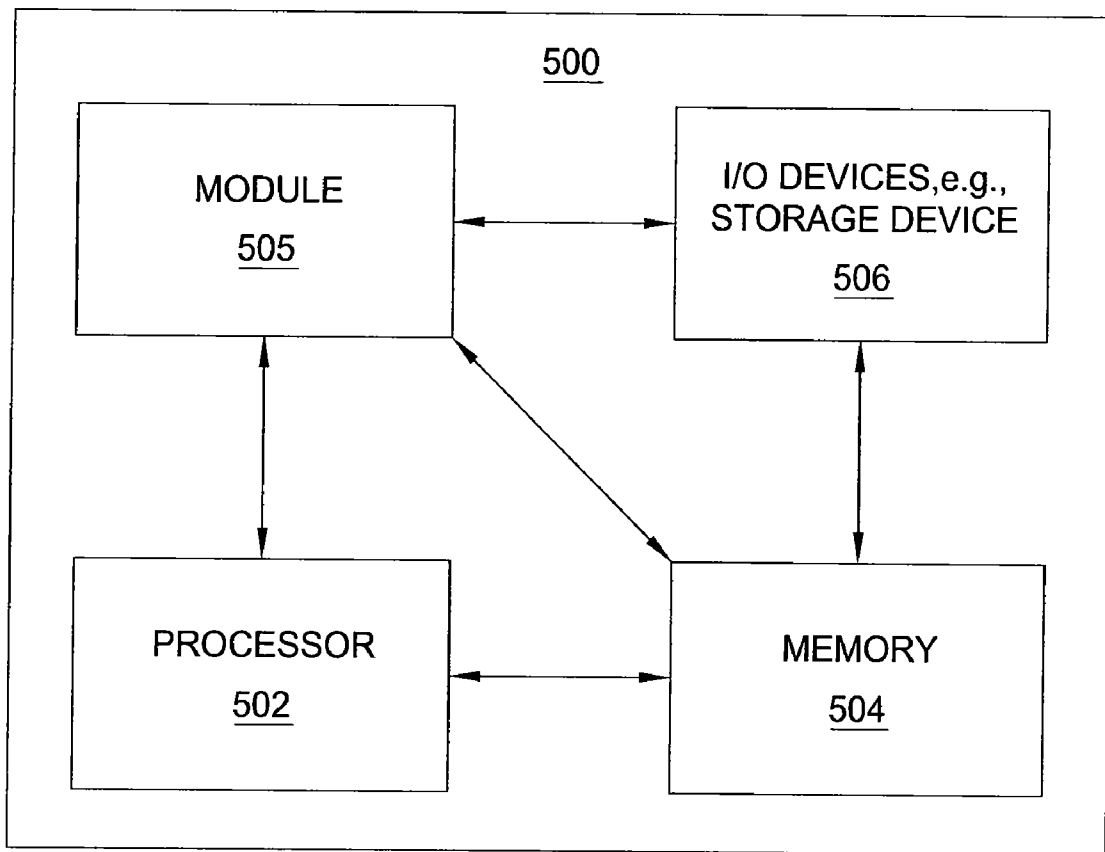 500
MODULE
505
I/O DEVICES,e.g.,
STORAGE DEVICE
506
PROCESSOR
502
MEMORY
504